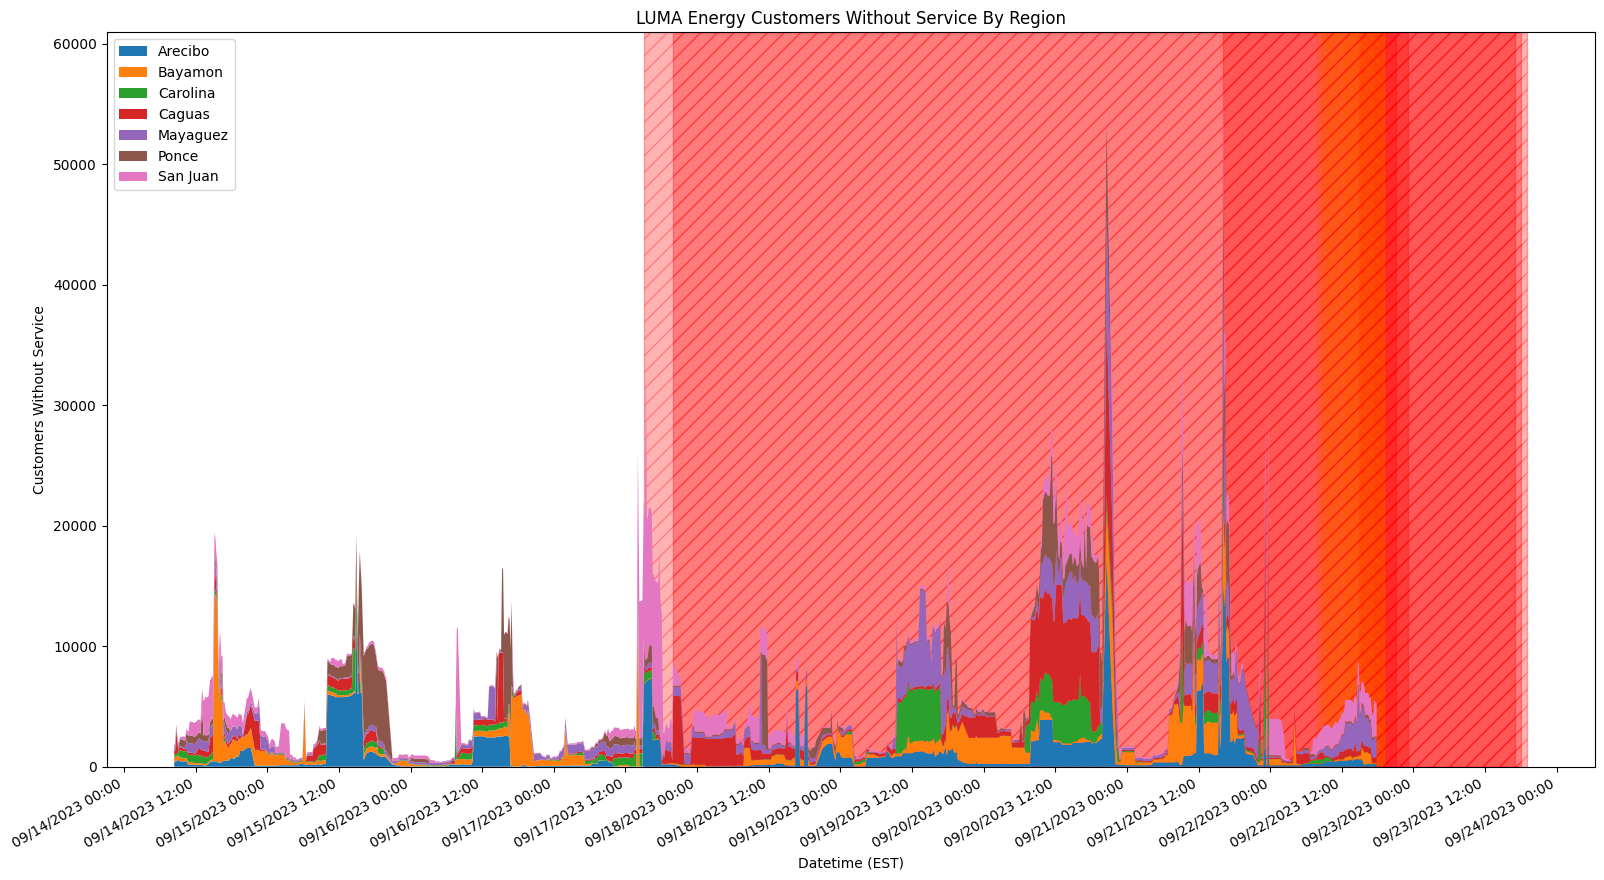 LUMA Energy Customers Without Service By Region
Arecibo
Bayamon
Carolina
Caguas
Mayaguez
Ponce
San Juan
60000
50000
40000
30000
20000
10000
0
Customers Without Service
09/14/2023 00:00
09/14/2023 12:00
09/15/2023 00:00
09/15/2023 12:00
09/16/2023 00:00
09/16/2023 12:00
09/17/2023 00:00
09/17/2023 12:00
09/18/2023 00:00
09/18/2023 12:00
09/19/2023 00:00
09/19/2023 12:00
09/20/2023 00:00
09/20/2023 12:00
09/21/2023 00:00
09/21/2023 12:00
09/22/2023 00:00
09/22/2023 12:00
09/23/2023 00:00
09/23/2023 12:00
09/24/2023 00:00
Datetime (EST)